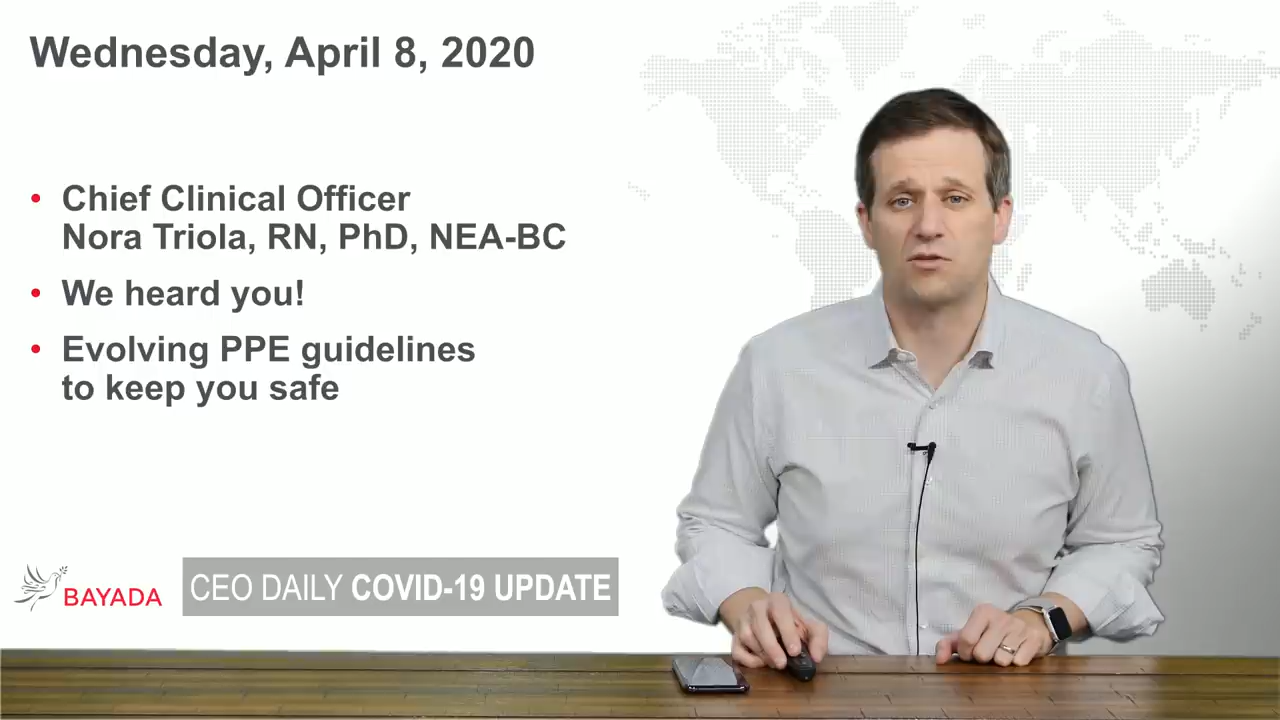 Wednesday, April 8, 2020
• Chief Clinical Officer
Nora Triola, RN, PhD, NEA-BC
• We heard you!
• Evolving PPE guidelines
to keep you safe
BAYADA
CEO DAILY COVID-19 UPDATE